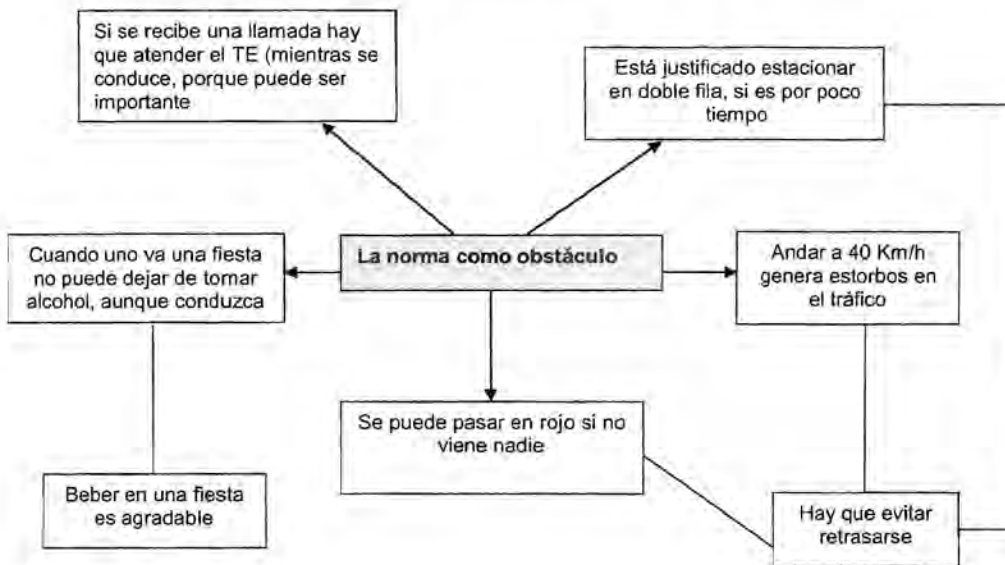 Si se recibe una llamada hay
que atender el TE (mientras se
conduce, porque puede ser
importante
Está justificado estacionar
en doble fila, si es por poco
tiempo
Cuando uno va una fiesta
no puede dejar de tomar
alcohol, aunque conduzca
La norma como obstáculo
Andar a 40 Km/h
genera estorbos en
el tráfico
Se puede pasar en rojo si no
viene nadie
Beber en una fiesta
es agradable
Hay que evitar
retrasarse